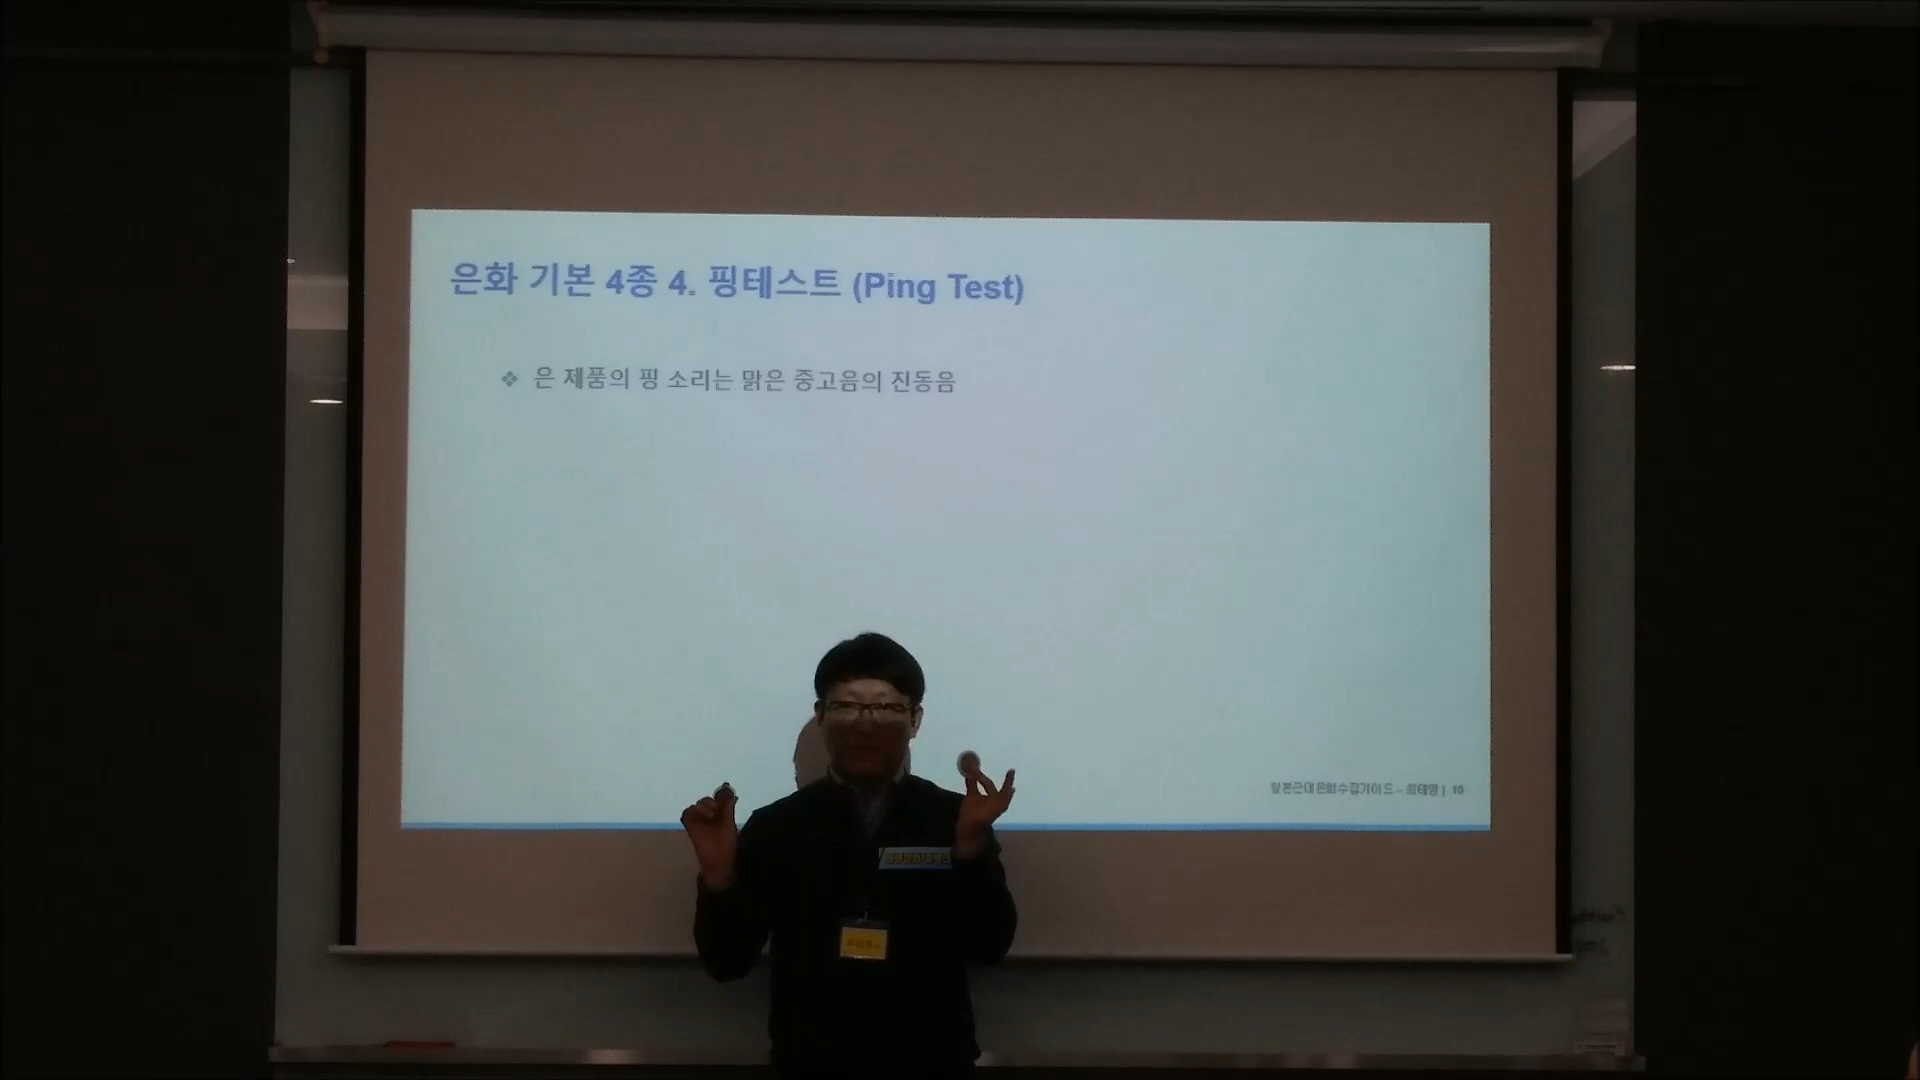 은화 기본 4종 4. 핑테스트 (Ping Test)
❖ 은 제품의 핑 소리는 맑은 중고음의 진동음
일본근대은화수집가이드 - 최태영 | 10